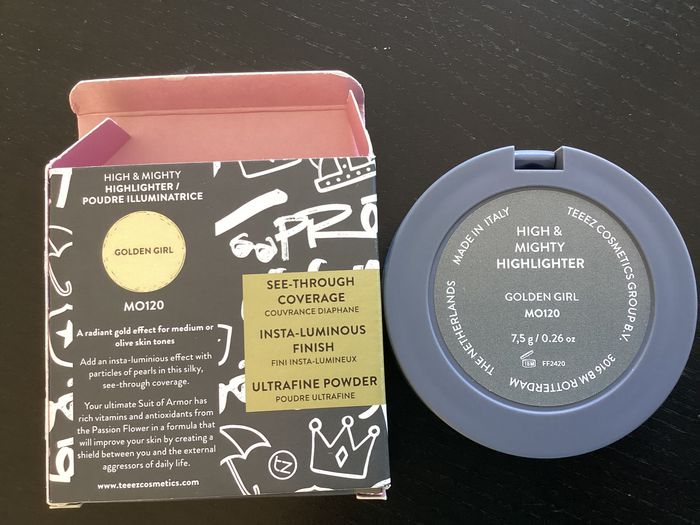 HIGH & MIGHTY
HIGHLIGHTER /
POUDRE ILLUMINATRICE
GOLDEN GIRL
MO120
A radiant gold effect for medium or
olive skin tones
Add an insta-luminous effect with
particles of pearls in this silky,
see-through coverage.
Your ultimate Suit of Armor has
rich vitamins and antioxidants from
the Passion Flower in a formula that
will improve your skin by creating a
shield between you and the external
aggressors of daily life.
www.teeezcosmetics.com
SEE-THROUGH
COVERAGE
COUVRANCE DIAPHANE
INSTA-LUMINOUS
FINISH
FINI INSTA-LUMINEUX
ULTRAFINE POWDER
POUDRE ULTRAFINE
TZ
MADE IN ITALY
TEEEZ COSMETICS GROUP B.V.
3016 BM ROTTERDAM
THE NETHERLANDS
HIGH &
MIGHTY
HIGHLIGHTER
GOLDEN GIRL
MO120
7,5 g / 0.26 oz
FF2420